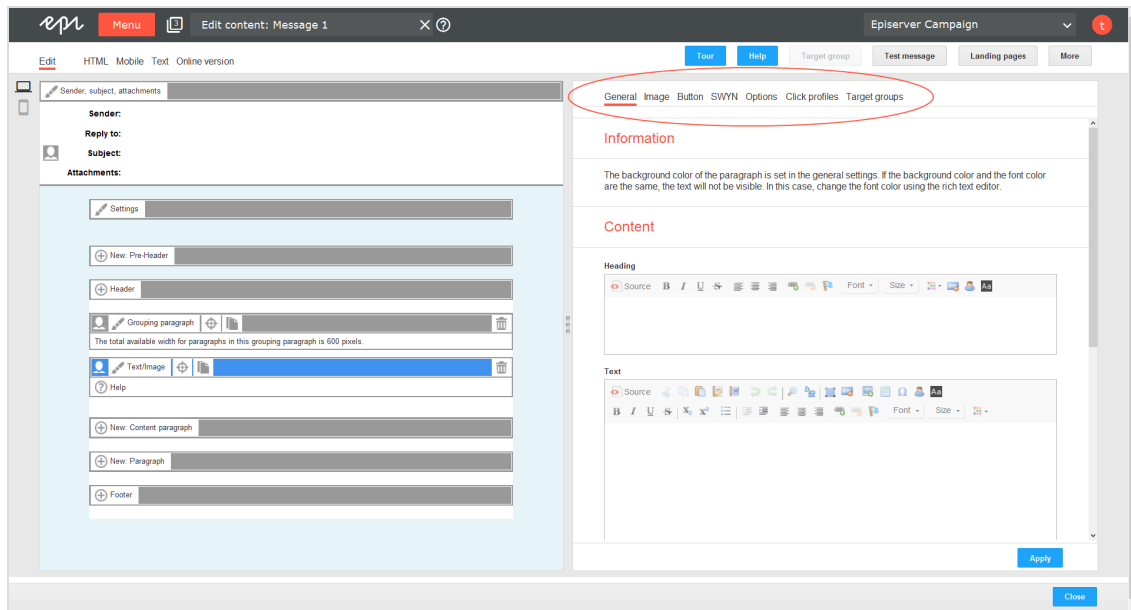 epi
Menu
3
Edit content: Message 1
Episerver Campaign
t
Edit
HTML
Mobile
Text
Online version
Tour
Help
Target group
Test message
Landing pages
More
Sender, subject, attachments
Sender:
Reply to:
Subject:
Attachments:
Settings
New: Pre-Header
Header
Grouping paragraph
The total available width for paragraphs in this grouping paragraph is 600 pixels.
Text/Image
? Help
New: Content paragraph
New: Paragraph
Footer
General Image Button SWYN Options Click profiles Target groups
Information
The background color of the paragraph is set in the general settings. If the background color and the font color
are the same, the text will not be visible. In this case, change the font color using the rich text editor.
Content
Heading
Source B I U S Font Size Aa
Text
Source Ω Aa
B I U S X₂ X² Font Size
Apply
Close